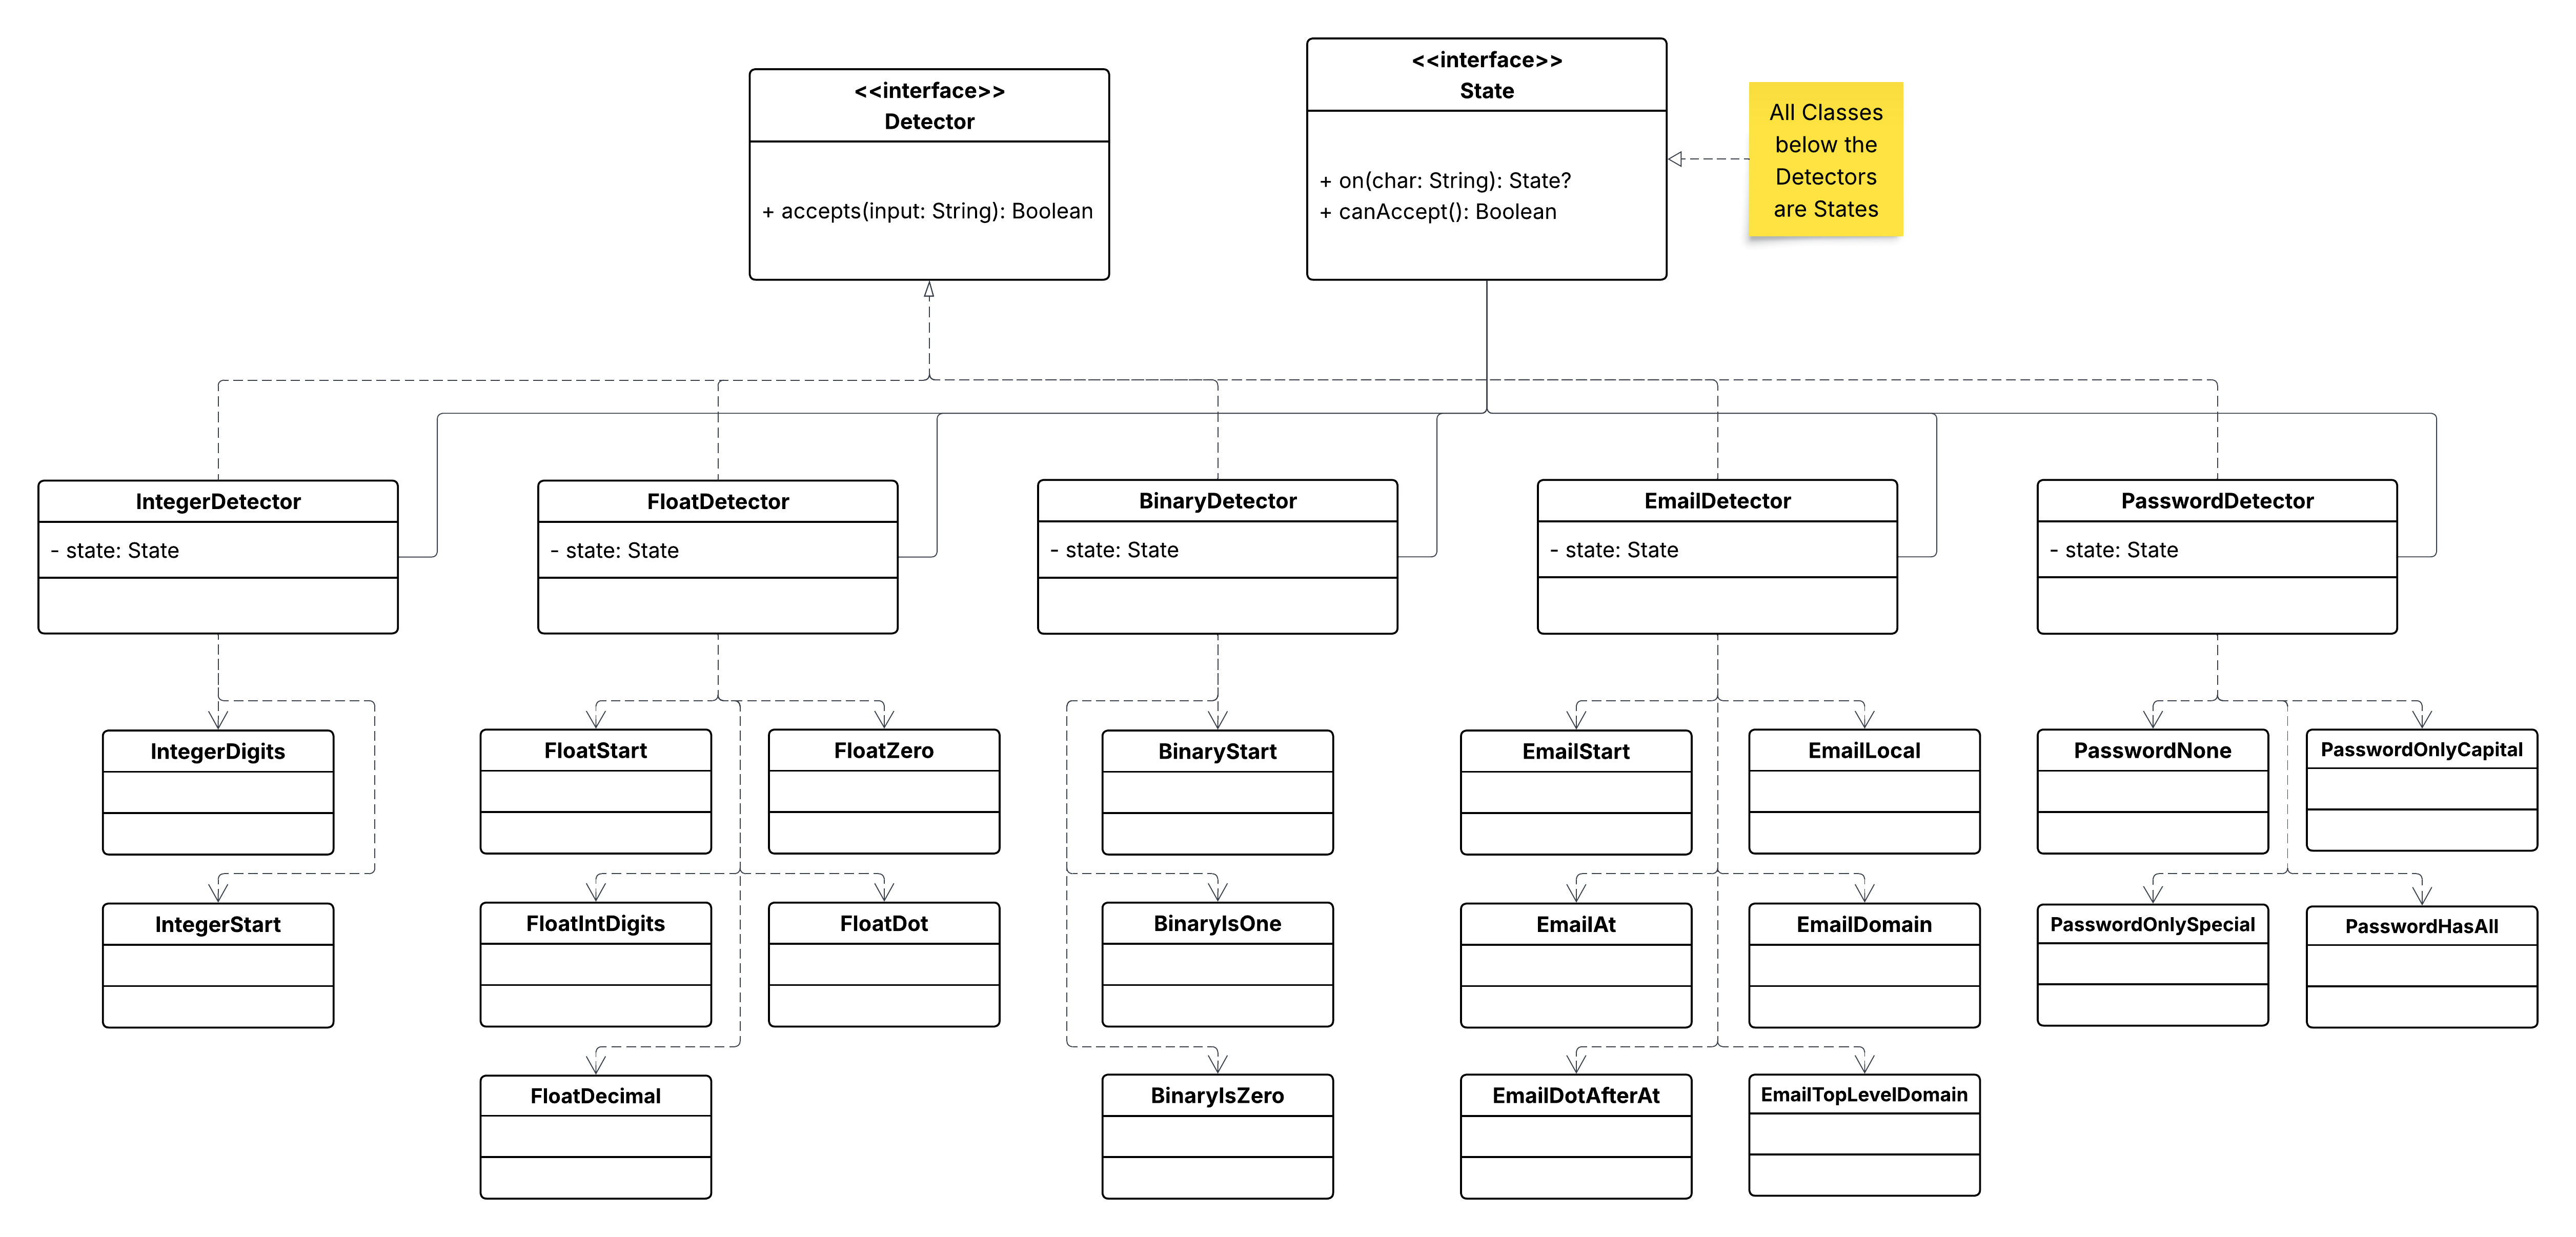 <<interface>>
Detector
+ accepts(input: String): Boolean
<<interface>>
State
+ on(char: String): State?
+ canAccept(): Boolean
All Classes
below the
Detectors
are States
IntegerDetector
- state: State
FloatDetector
- state: State
BinaryDetector
- state: State
EmailDetector
- state: State
PasswordDetector
- state: State
IntegerDigits
IntegerStart
FloatStart
FloatZero
FloatIntDigits
FloatDot
FloatDecimal
BinaryStart
BinaryIsOne
BinaryIsZero
EmailStart
EmailLocal
EmailAt
EmailDomain
EmailDotAfterAt
EmailTopLevelDomain
PasswordNone
PasswordOnlyCapital
PasswordOnlySpecial
PasswordHasAll